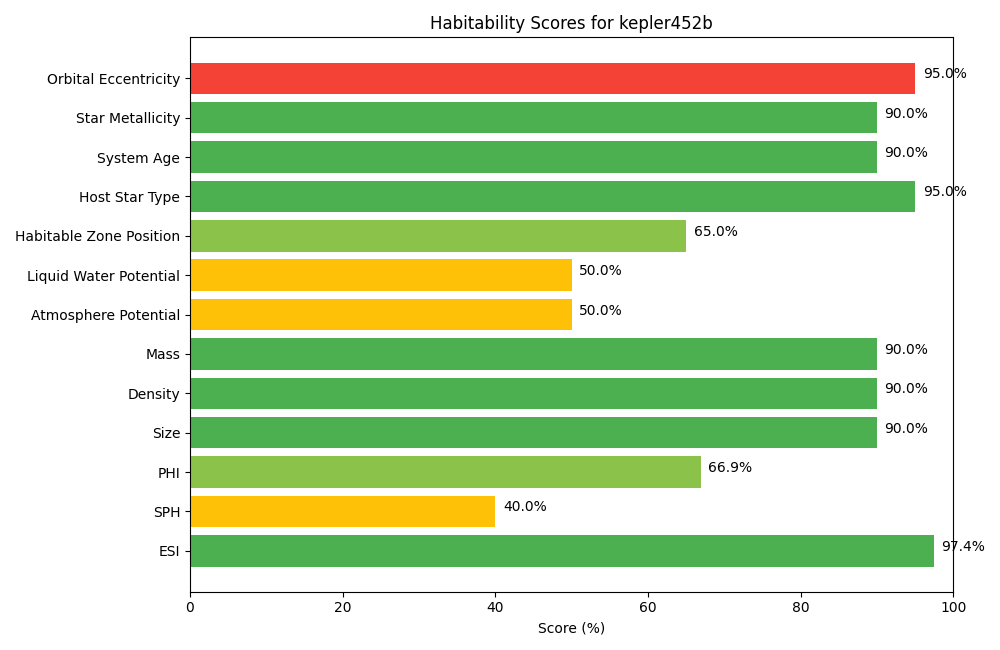 Habitability Scores for kepler452b
Orbital Eccentricity 95.0%
Star Metallicity 90.0%
System Age 90.0%
Host Star Type 95.0%
Habitable Zone Position 65.0%
Liquid Water Potential 50.0%
Atmosphere Potential 50.0%
Mass 90.0%
Density 90.0%
Size 90.0%
PHI 66.9%
SPH 40.0%
ESI 97.4%
0 20 40 60 80 100
Score (%)